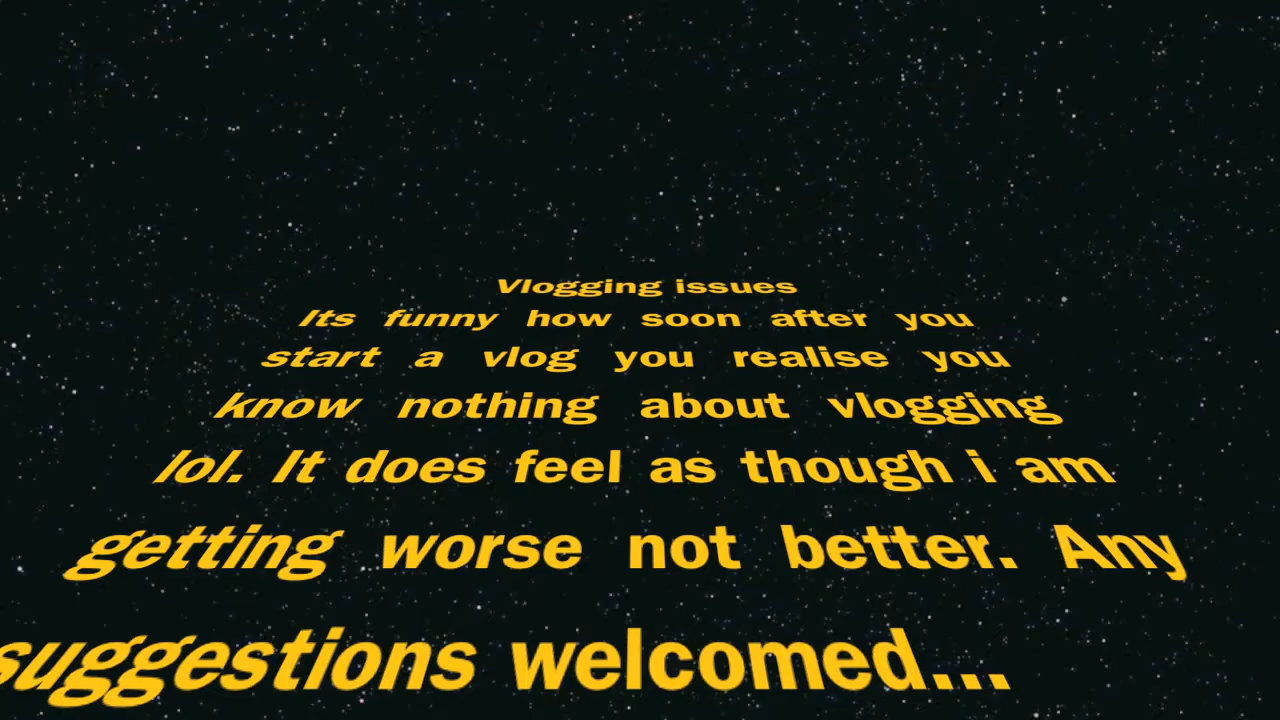 Vlogging issues
Its funny how soon after you
start a vlog you realise you
know nothing about vlogging
lol. It does feel as though i am
getting worse not better. Any
suggestions welcomed...